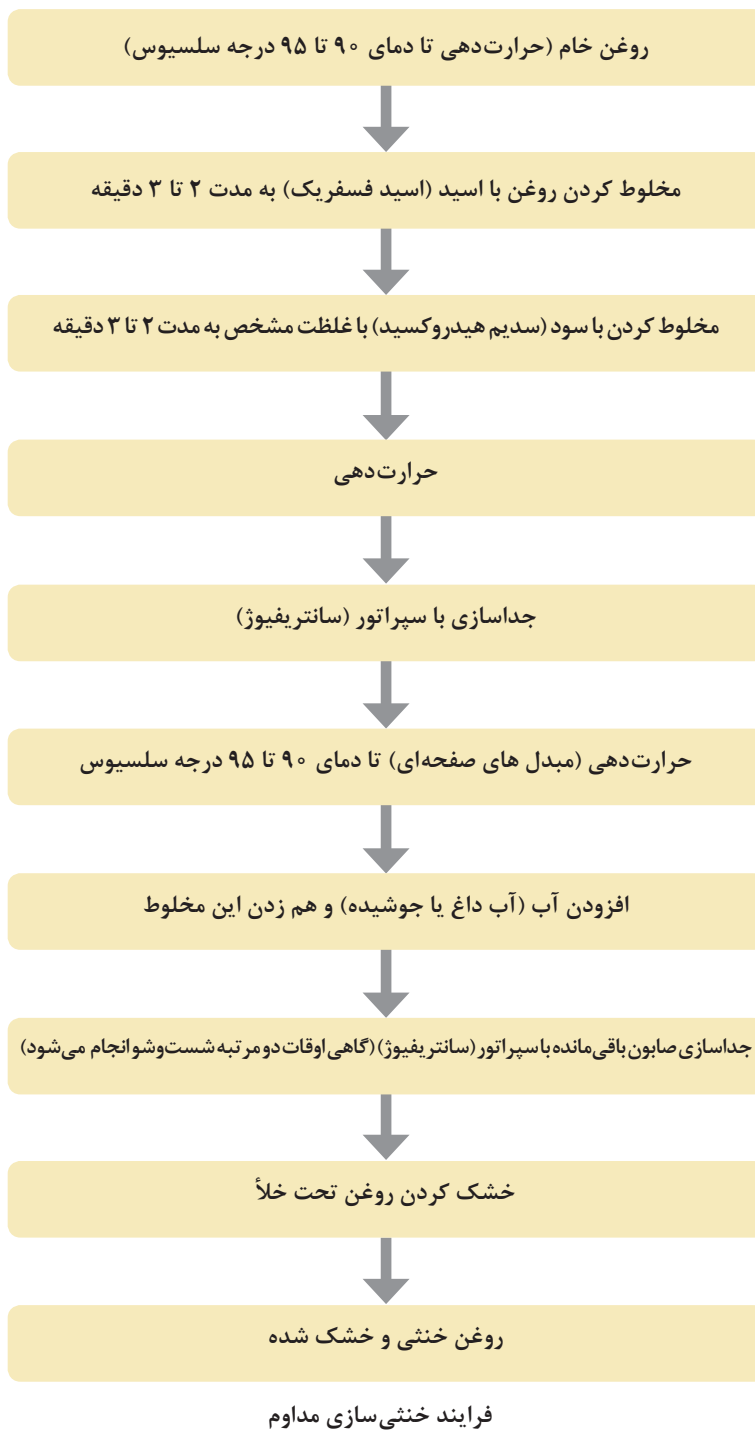 روغن خام (حرارت‌دهی تا دمای ۹۰ تا ۹۵ درجه سلسیوس)
مخلوط کردن روغن با اسید (اسید فسفریک) به مدت ۲ تا ۳ دقیقه
مخلوط کردن با سود (سدیم هیدروکسید) با غلظت مشخص به مدت ۲ تا ۳ دقیقه
حرارت‌دهی
جداسازی با سپراتور (سانتریفیوژ)
حرارت‌دهی (مبدل های صفحه‌ای) تا دمای ۹۰ تا ۹۵ درجه سلسیوس
افزودن آب (آب داغ یا جوشیده) و هم زدن این مخلوط
جداسازی صابون باقی‌مانده با سپراتور (سانتریفیوژ) (گاهی اوقات دو مرتبه شست‌وشو انجام می‌شود)
خشک کردن روغن تحت خلأ
روغن خنثی و خشک شده
فرایند خنثی‌سازی مداوم